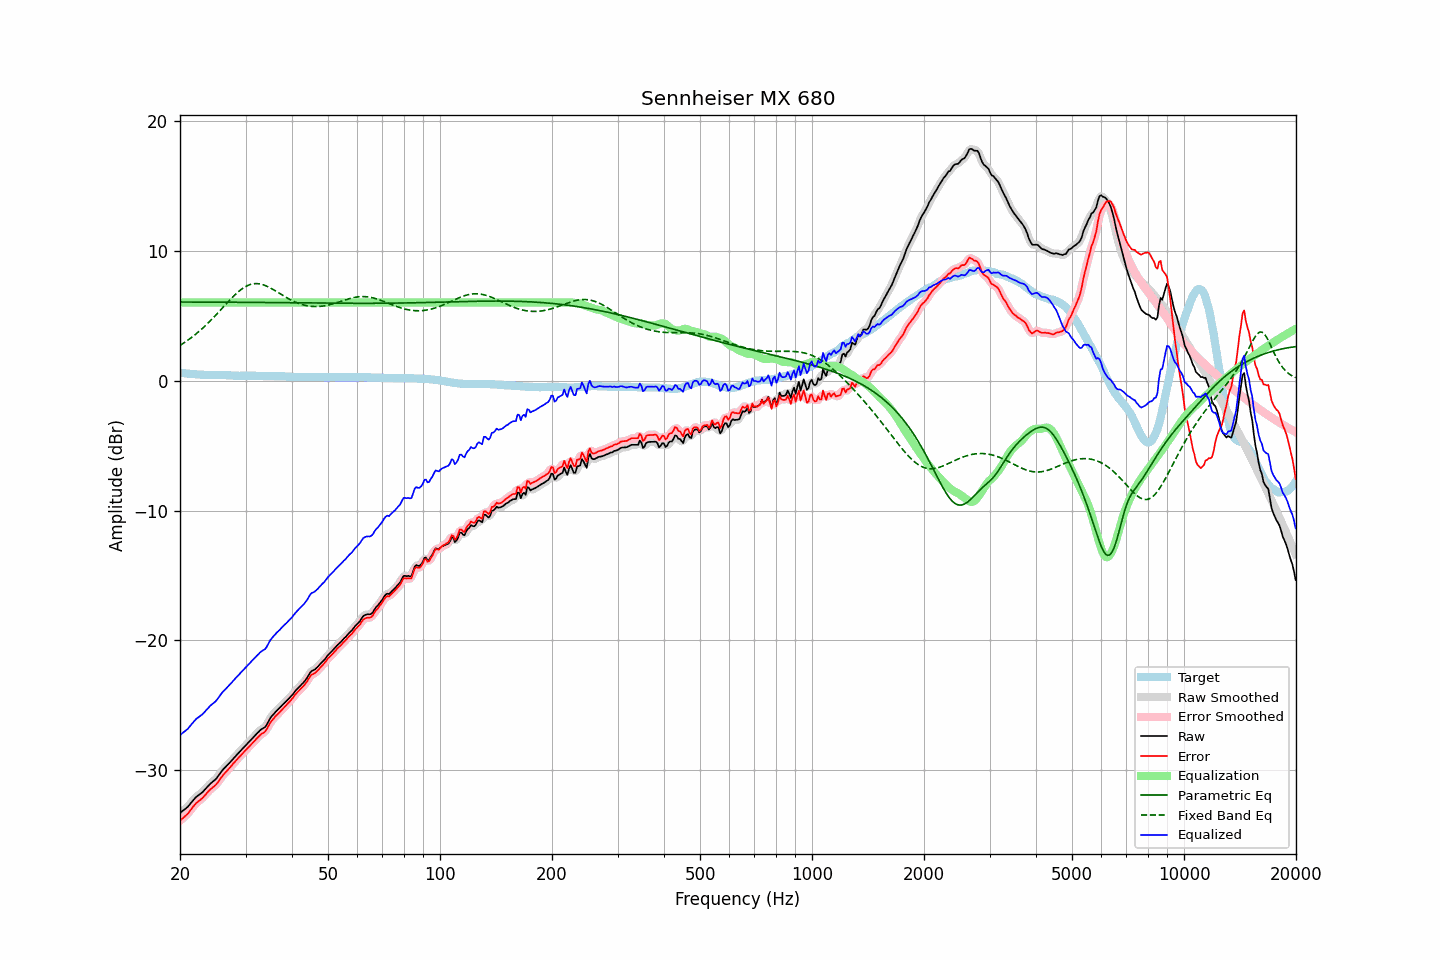 Sennheiser MX 680
Amplitude (dBr)
20
10
0
−10
−20
−30
20 50 100 200 500 1000 2000 5000 10000 20000
Frequency (Hz)
Target
Raw Smoothed
Error Smoothed
Raw
Error
Equalization
Parametric Eq
Fixed Band Eq
Equalized